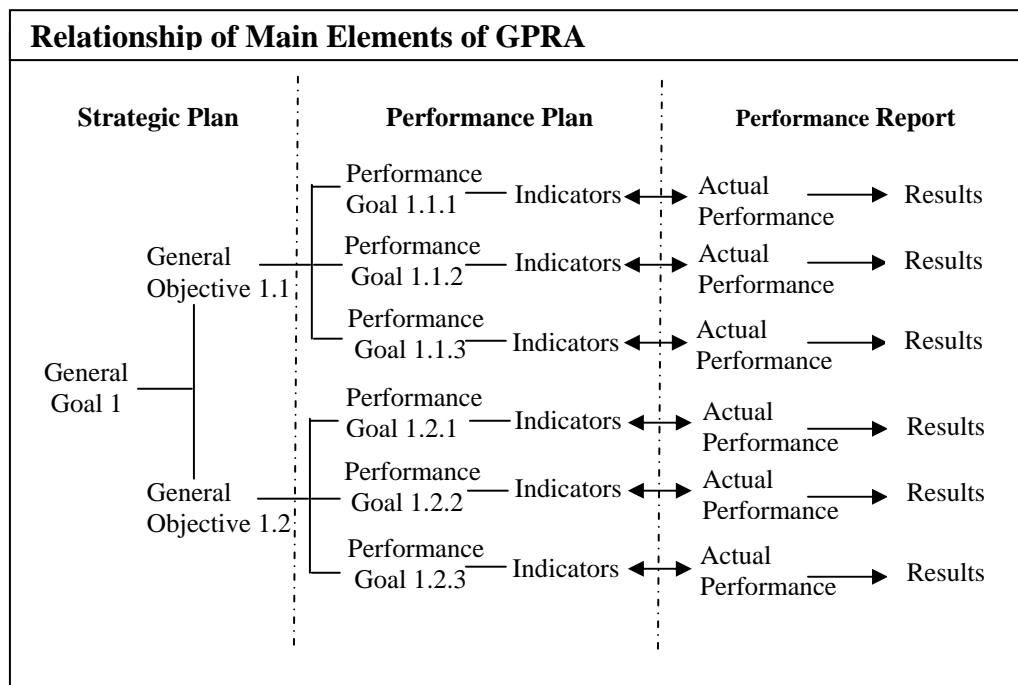 Relationship of Main Elements of GPRA
Strategic Plan
Performance Plan
Performance Report
General
Goal 1
General
Objective 1.1
General
Objective 1.2
Performance
Goal 1.1.1
Indicators
Actual
Performance
Results
Performance
Goal 1.1.2
Indicators
Actual
Performance
Results
Performance
Goal 1.1.3
Indicators
Actual
Performance
Results
Performance
Goal 1.2.1
Indicators
Actual
Performance
Results
Performance
Goal 1.2.2
Indicators
Actual
Performance
Results
Performance
Goal 1.2.3
Indicators
Actual
Performance
Results